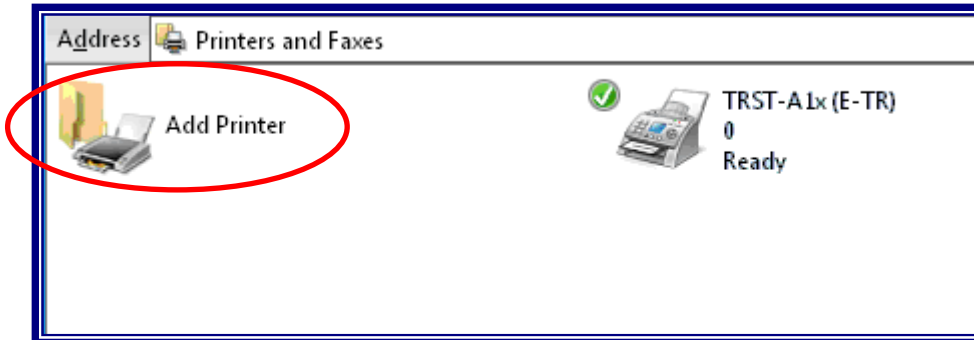 Address Printers and Faxes
Add Printer
TRST-A1x (E-TR)
0
Ready